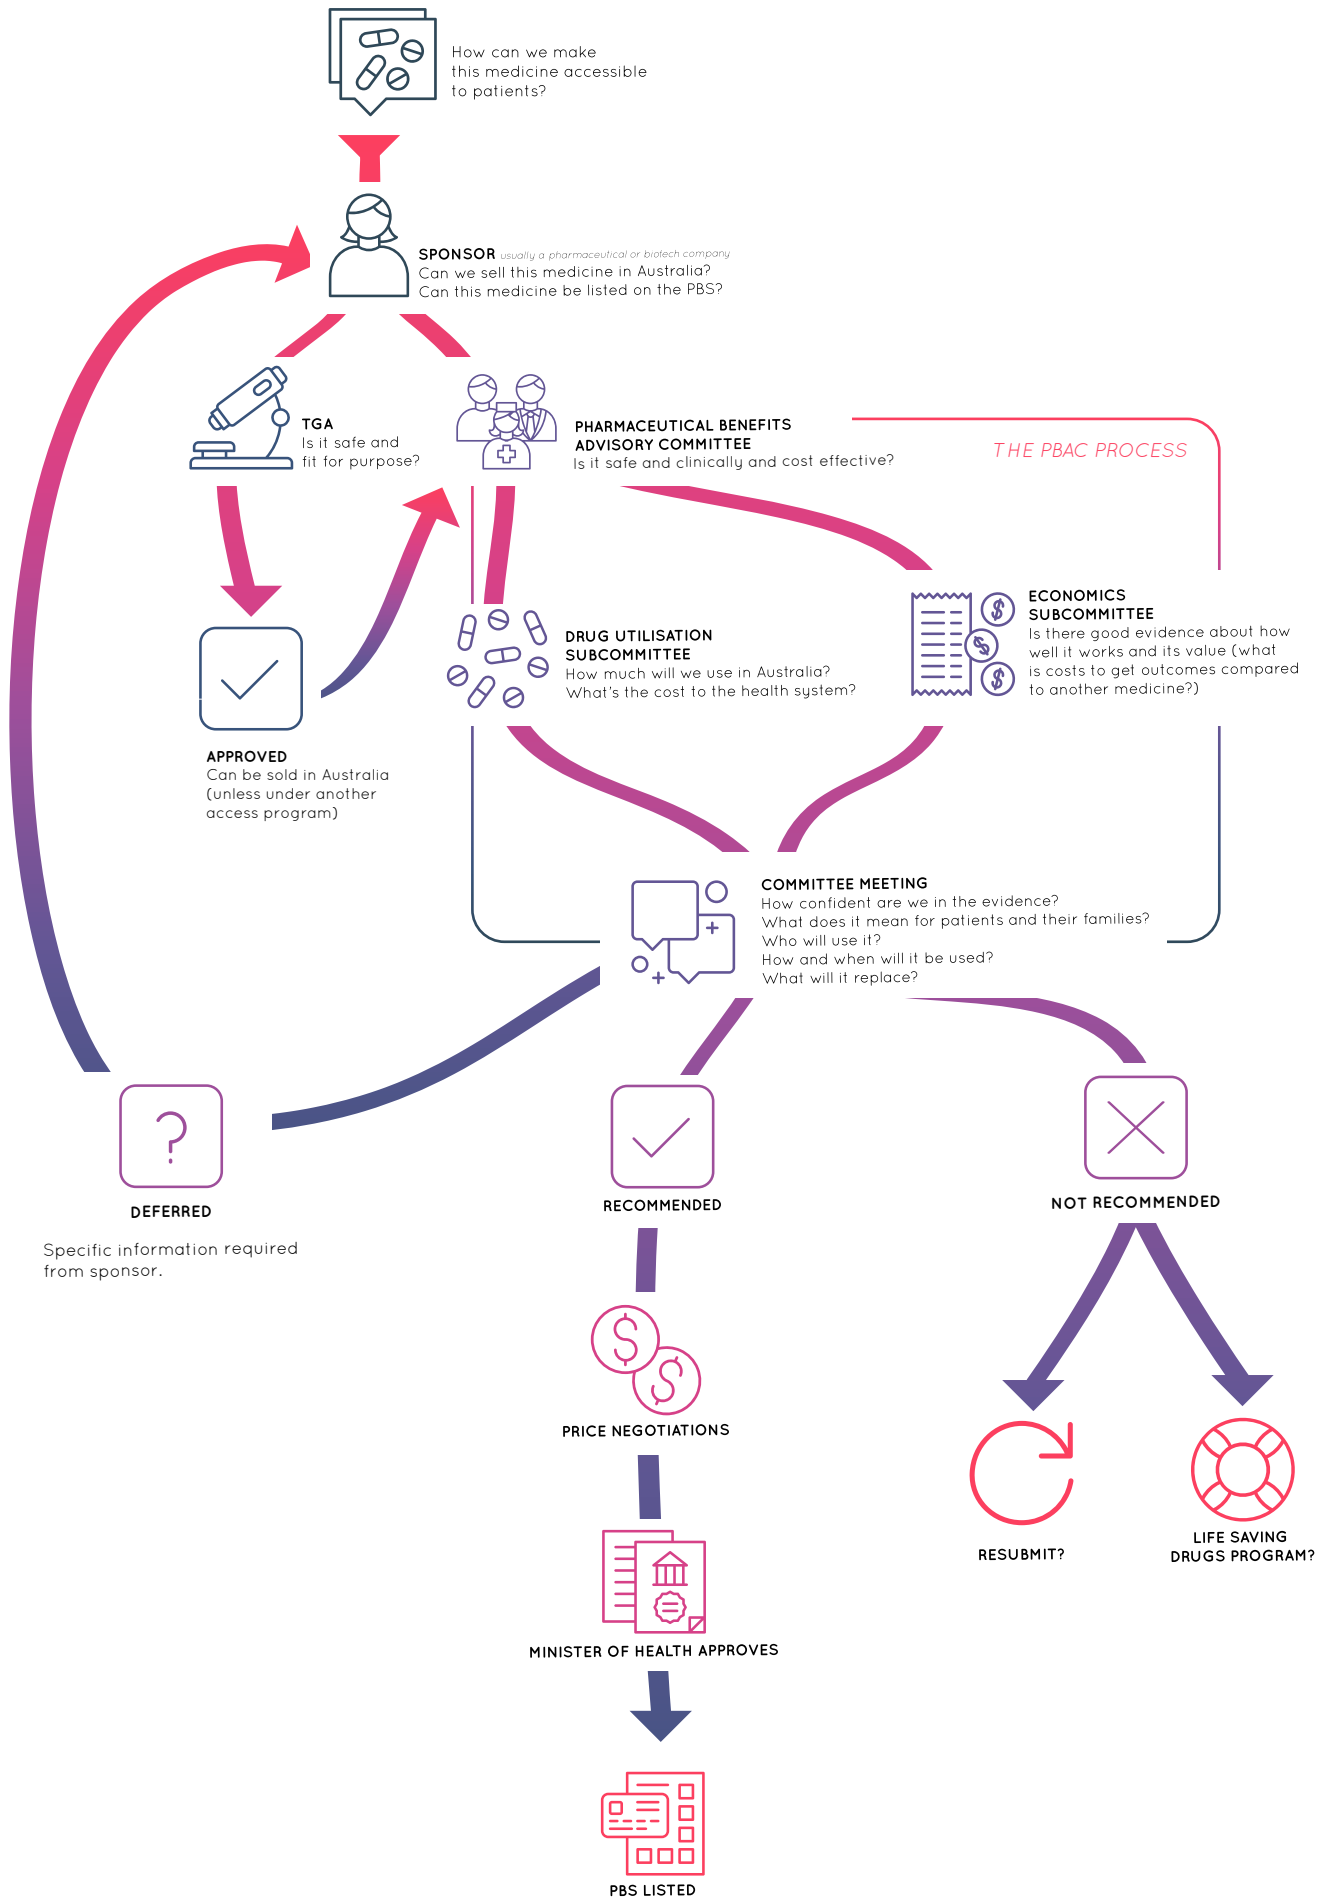 How can we make
this medicine accessible
to patients?
SPONSOR usually a pharmaceutical or biotech company
Can we sell this medicine in Australia?
Can this medicine be listed on the PBS?
TGA
Is it safe and
fit for purpose?
PHARMACEUTICAL BENEFITS
ADVISORY COMMITTEE
Is it safe and clinically and cost effective?
THE PBAC PROCESS
APPROVED
Can be sold in Australia
(unless under another
access program)
DRUG UTILISATION
SUBCOMMITTEE
How much will we use in Australia?
What's the cost to the health system?
ECONOMICS
SUBCOMMITTEE
Is there good evidence about how
well it works and its value (what
is costs to get outcomes compared
to another medicine?)
COMMITTEE MEETING
How confident are we in the evidence?
What does it mean for patients and their families?
Who will use it?
How and when will it be used?
What will it replace?
DEFERRED
Specific information required
from sponsor.
RECOMMENDED
NOT RECOMMENDED
PRICE NEGOTIATIONS
RESUBMIT?
LIFE SAVING
DRUGS PROGRAM?
MINISTER OF HEALTH APPROVES
PBS LISTED